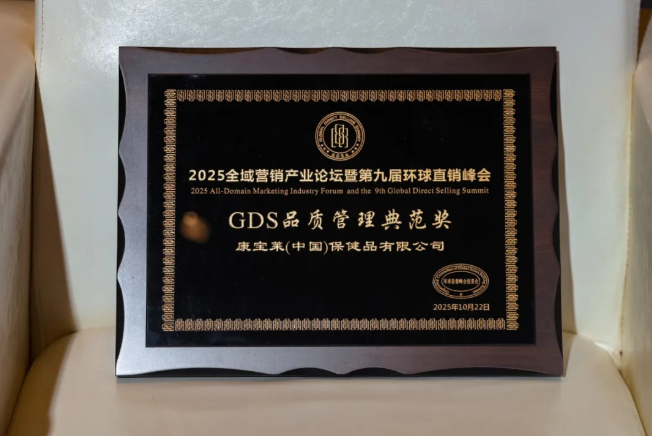 2025全域营销产业论坛暨第九届环球直销峰会
2025 All-Domain Marketing Industry Forum and the 9th Global Direct Selling Summit
GDS品质管理典范奖
康宝莱(中国)保健品有限公司
2025年10月22日